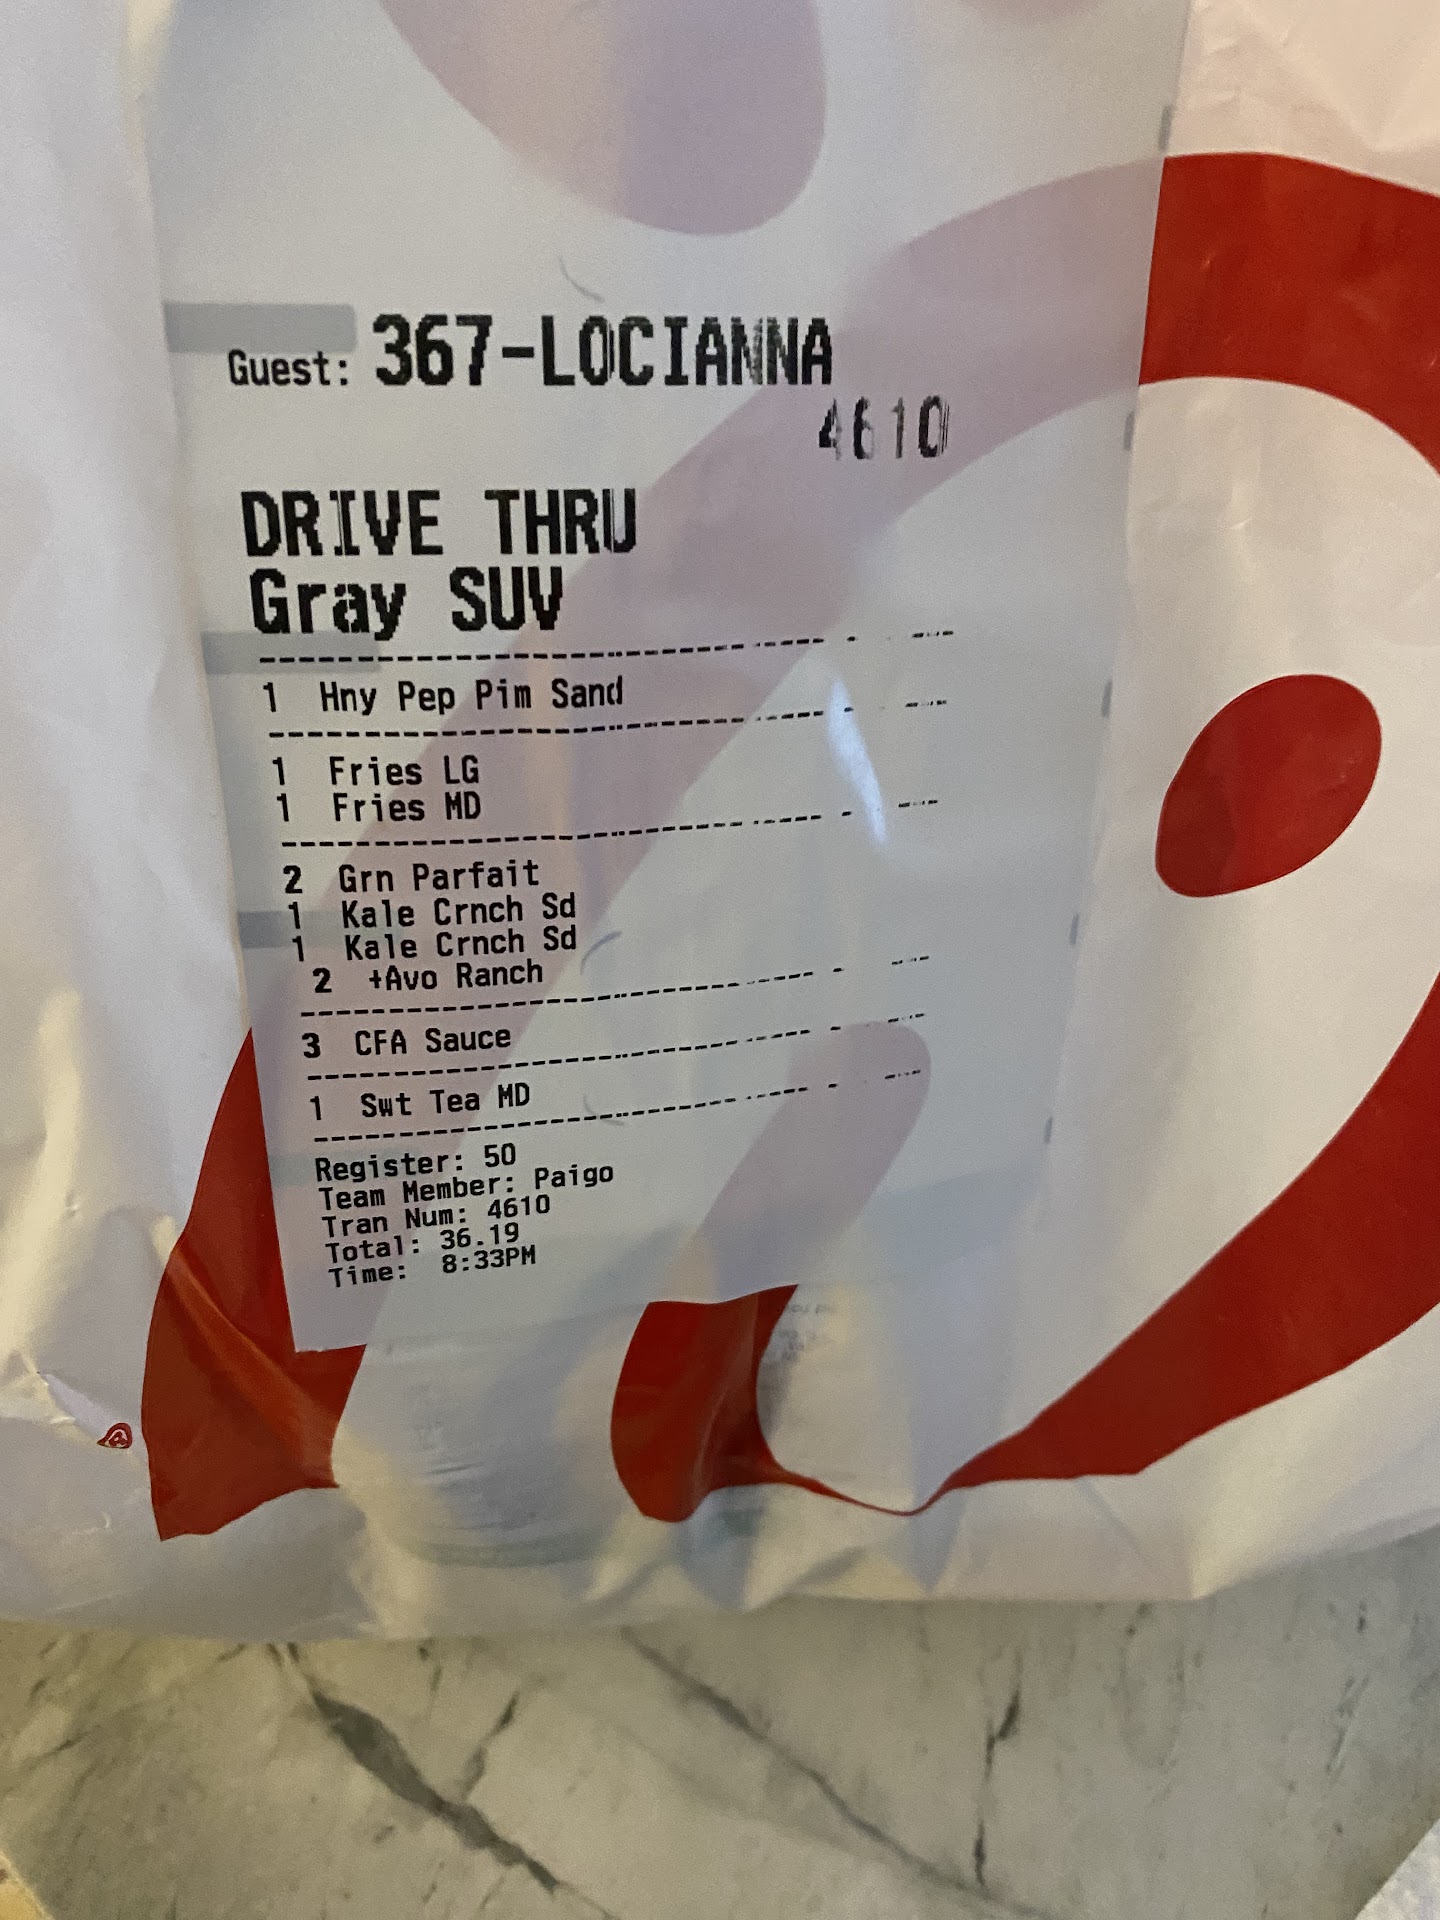 Guest: 367-LOCIANNA
4610
DRIVE THRU
Gray SUV
1 Hny Pep Pim Sand
1 Fries LG
1 Fries MD
2 Grn Parfait
1 Kale Crnch Sd
1 Kale Crnch Sd
2 +Avo Ranch
3 CFA Sauce
1 Swt Tea MD
Register: 50
Team Member: Paigo
Tran Num: 4610
Total: 36.19
Time: 8:33PM